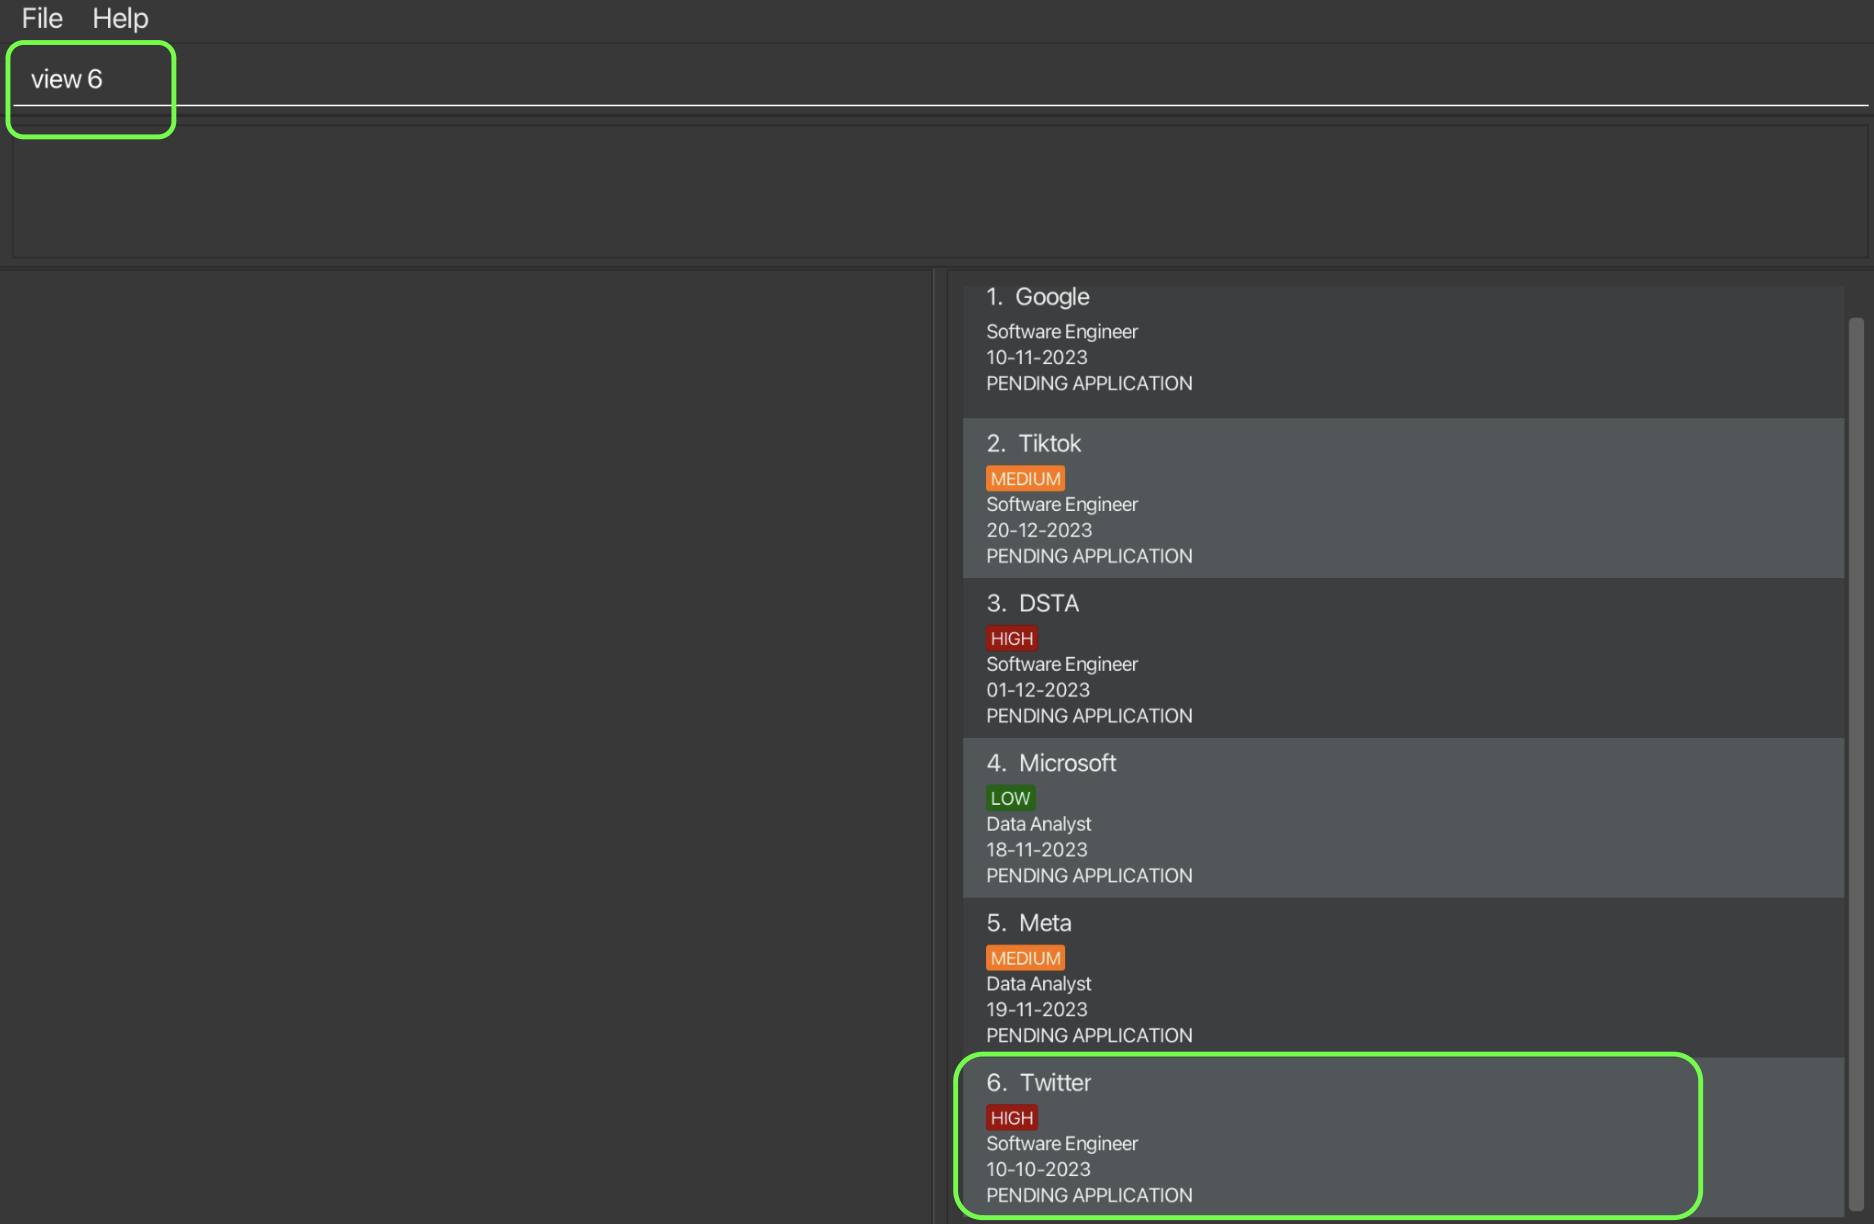 File Help
view 6
1. Google
Software Engineer
10-11-2023
PENDING APPLICATION
2. Tiktok
MEDIUM
Software Engineer
20-12-2023
PENDING APPLICATION
3. DSTA
HIGH
Software Engineer
01-12-2023
PENDING APPLICATION
4. Microsoft
LOW
Data Analyst
18-11-2023
PENDING APPLICATION
5. Meta
MEDIUM
Data Analyst
19-11-2023
PENDING APPLICATION
6. Twitter
HIGH
Software Engineer
10-10-2023
PENDING APPLICATION